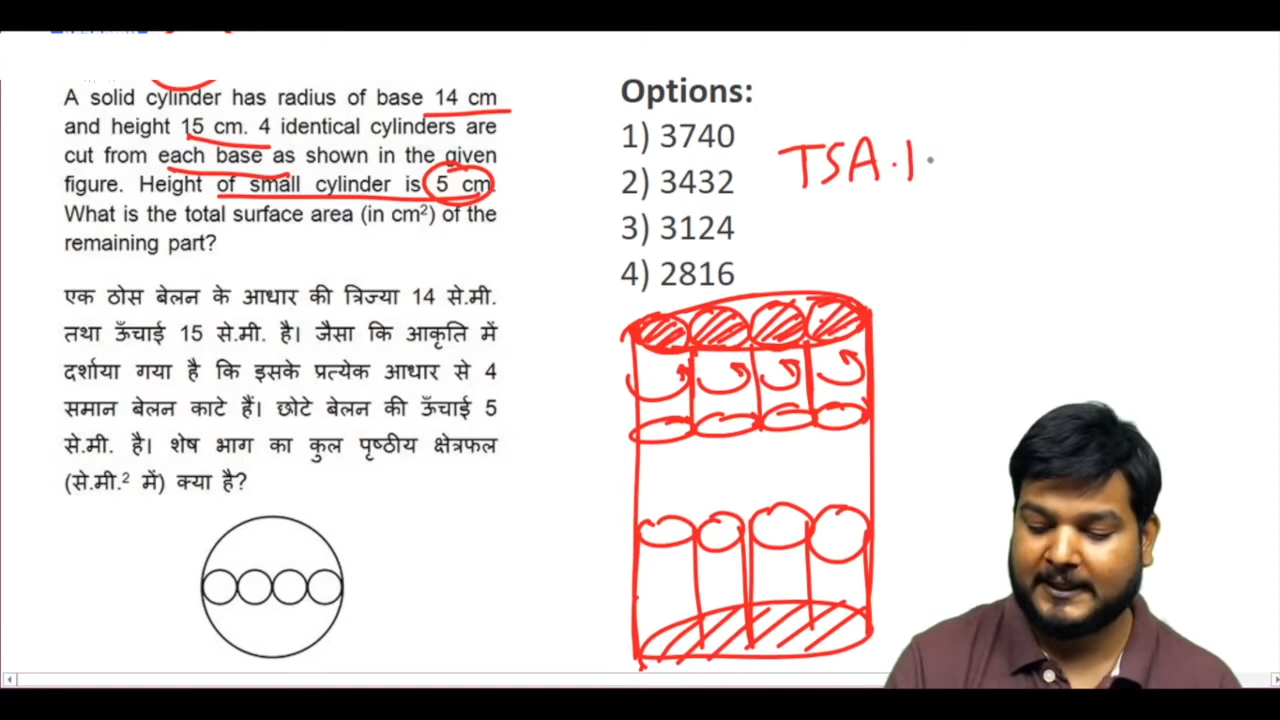 A solid cylinder has radius of base 14 cm
and height 15 cm. 4 identical cylinders are
cut from each base as shown in the given
figure. Height of small cylinder is 5 cm.
What is the total surface area (in cm²) of the
remaining part?
एक ठोस बेलन के आधार की त्रिज्या 14 से.मी.
तथा ऊँचाई 15 से.मी. है। जैसा कि आकृति में
दर्शाया गया है कि इसके प्रत्येक आधार से 4
समान बेलन काटे हैं। छोटे बेलन की ऊँचाई 5
से.मी. है। शेष भाग का कुल पृष्ठीय क्षेत्रफल
(से.मी.² में) क्या है?
Options:
1) 3740
2) 3432
3) 3124
4) 2816
TSA.